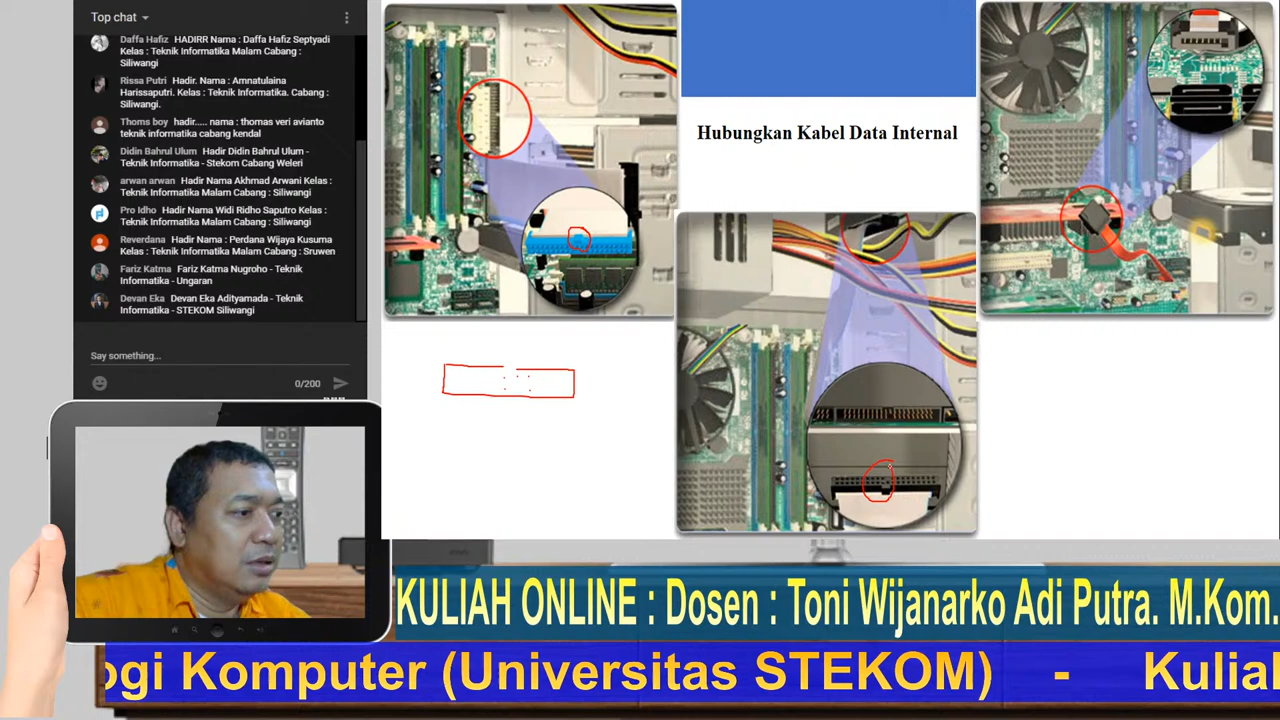 Top chat
Daffa Hafiz HADIRR Nama : Daffa Hafiz Septyadi
Kelas : Teknik Informatika Malam Cabang :
Siliwangi
Rissa Putri Hadir. Nama : Amnatulaina
Harissaputri. Kelas : Teknik Informatika. Cabang :
Siliwangi.
Thoms boy hadir..... nama : thomas veri avianto
teknik informatika cabang kendal
Didin Bahrul Ulum Hadir Didin Bahrul Ulum -
Teknik Informatika - Stekom Cabang Weleri
arwan arwan Hadir Nama Akhmad Arwani Kelas :
Teknik Informatika Malam Cabang : Siliwangi
Pro Idho Hadir Nama Widi Ridho Saputro Kelas :
Teknik Informatika Malam Cabang : Siliwangi
Reverdana Hadir Nama : Perdana Wijaya Kusuma
Kelas : Teknik Informatika Malam Cabang : Sruwen
Fariz Katma Fariz Katma Nugroho - Teknik
Informatika - Ungaran
Devan Eka Devan Eka Adityamada - Teknik
Informatika - STEKOM Siliwangi
Say something...
0/200
Hubungkan Kabel Data Internal
KULIAH ONLINE : Dosen : Toni Wijanarko Adi Putra. M.Kom.
ogi Komputer (Universitas STEKOM) - Kuliah